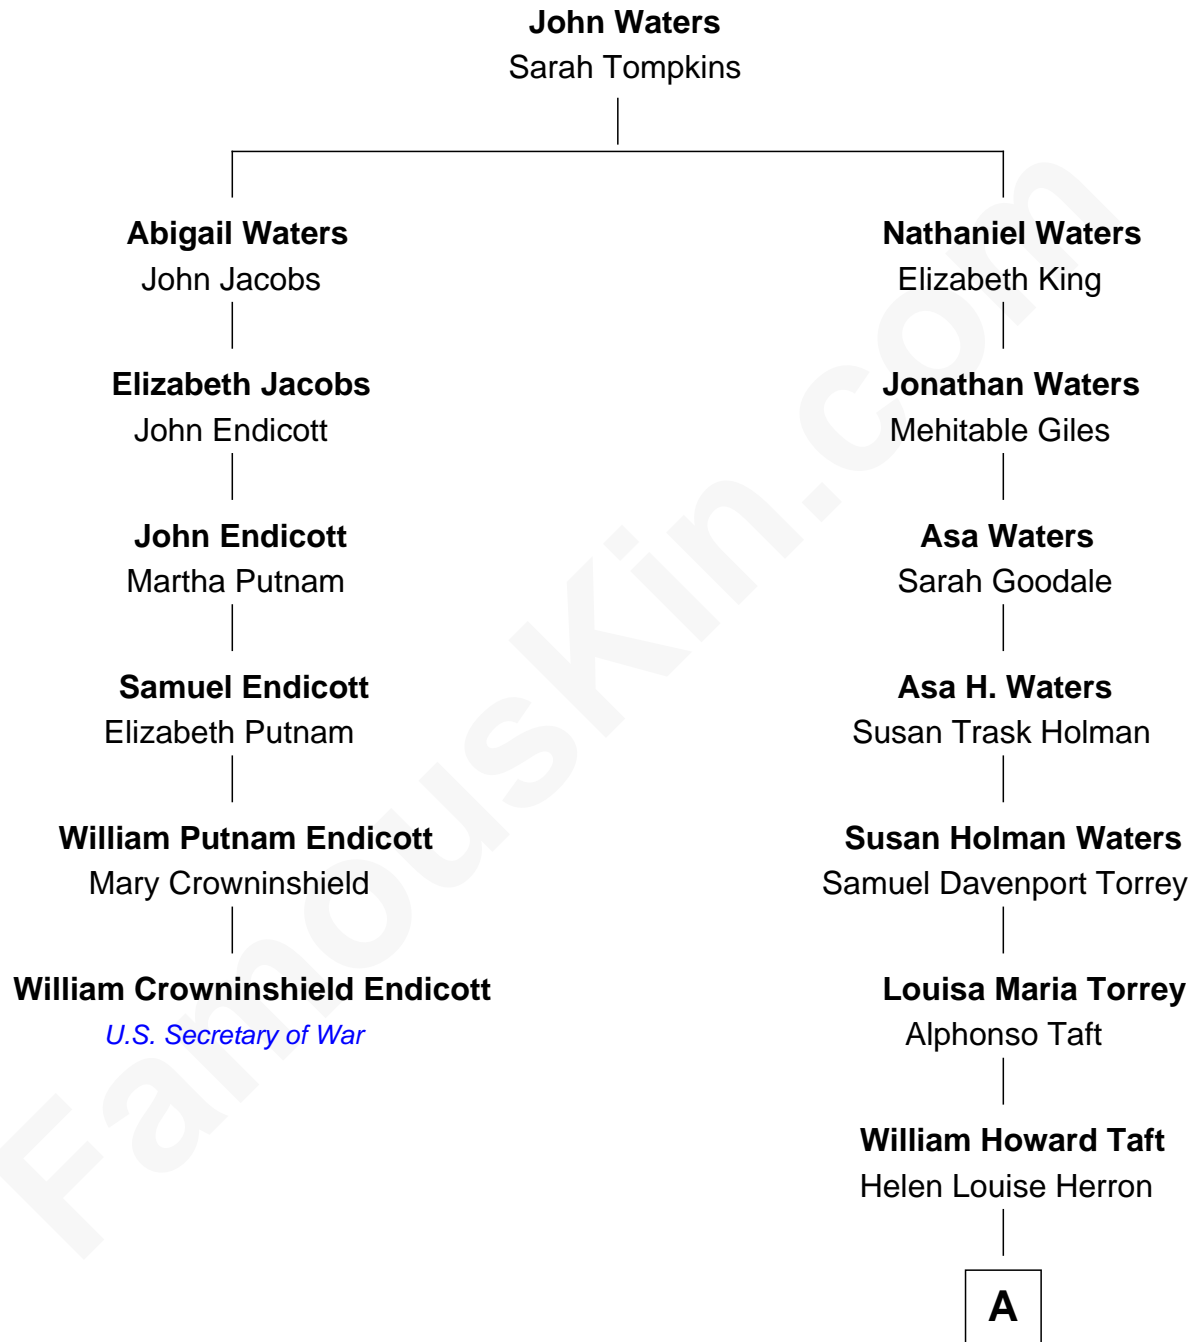 John Waters
Sarah Tompkins
Abigail Waters
John Jacobs
Elizabeth Jacobs
John Endicott
John Endicott
Martha Putnam
Samuel Endicott
Elizabeth Putnam
William Putnam Endicott
Mary Crowninshield
William Crowninshield Endicott
U.S. Secretary of War
Nathaniel Waters
Elizabeth King
Jonathan Waters
Mehitable Giles
Asa Waters
Sarah Goodale
Asa H. Waters
Susan Trask Holman
Susan Holman Waters
Samuel Davenport Torrey
Louisa Maria Torrey
Alphonso Taft
William Howard Taft
Helen Louise Herron
A
FamousKin.com